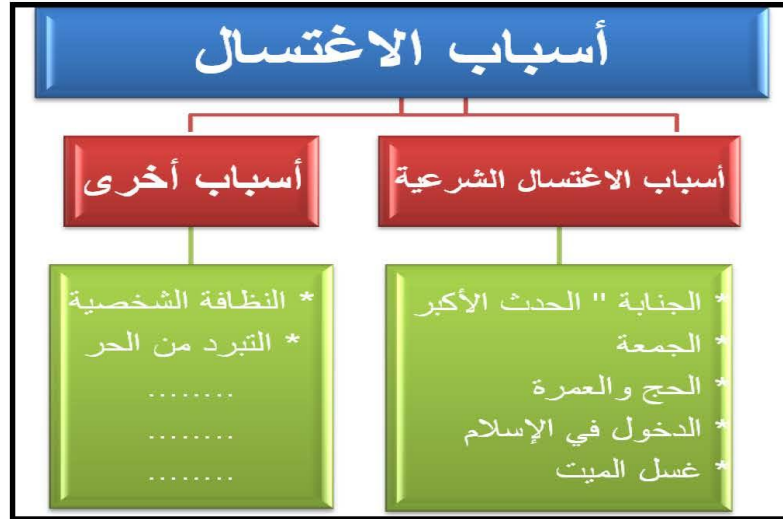 أسباب الاغتسال
أسباب الاغتسال الشرعية
* الجنابة " الحدث الأكبر
* الجمعة
* الحج والعمرة
* الدخول في الإسلام
* غسل الميت
أسباب أخرى
* النظافة الشخصية
* التبرد من الحر
........
........
........